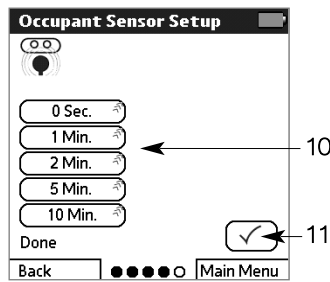 Occupant Sensor Setup
0 Sec.
1 Min.
2 Min.
5 Min.
10 Min.
10
Done
11
Back
Main Menu